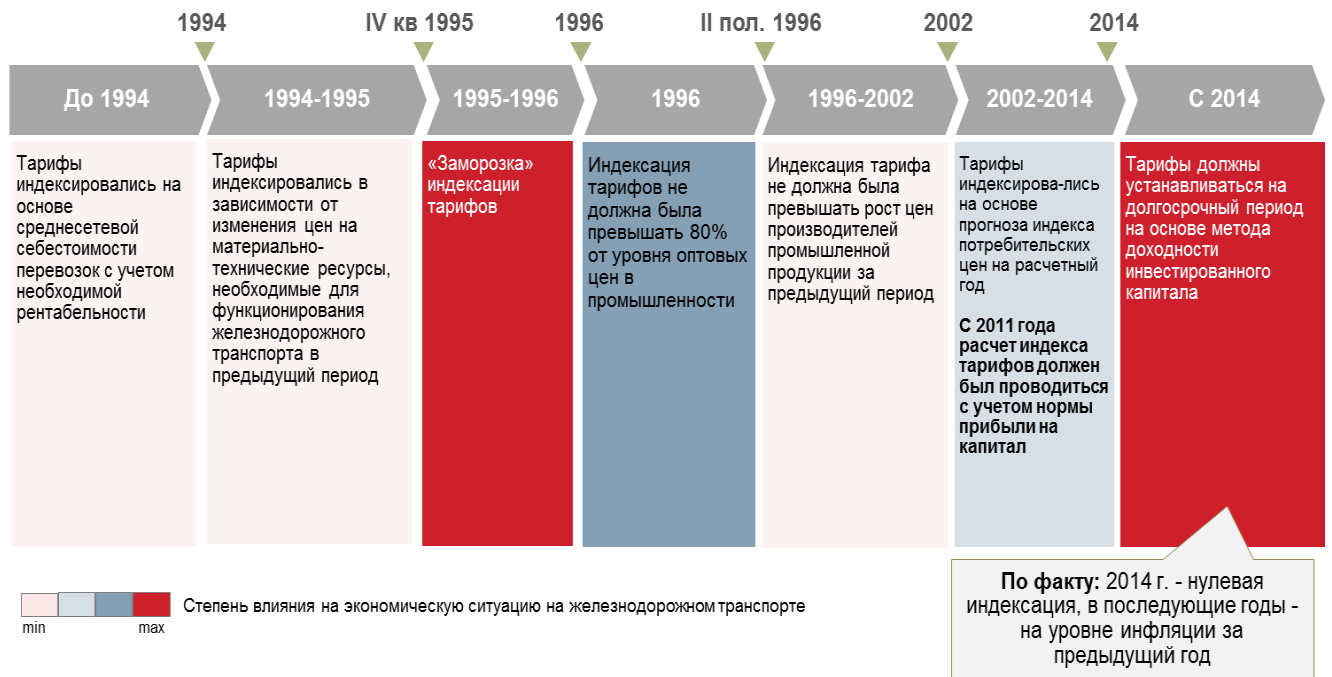 1994
IV кв 1995
1996
II пол. 1996
2002
2014
До 1994
1994-1995
1995-1996
1996
1996-2002
2002-2014
С 2014
Тарифы
индексировались на
основе
среднесетевой
себестоимости
перевозок с учетом
необходимой
рентабельности
Тарифы
индексировались в
зависимости от
изменения цен на
материально-
технические ресурсы,
необходимые для
функционирования
железнодорожного
транспорта в
предыдущий период
«Заморозка»
индексации
тарифов
Индексация
тарифов не
должна была
превышать 80%
от уровня оптовых
цен в
промышленности
Индексация тарифа
не должна была
превышать рост цен
производителей
промышленной
продукции за
предыдущий период
Тарифы
индексирова-лись
на основе
прогноза индекса
потребительских
цен на расчетный
год
С 2011 года
расчет индекса
тарифов должен
был проводиться
с учетом нормы
прибыли на
капитал
Тарифы должны
устанавливаться на
долгосрочный период
на основе метода
доходности
инвестированного
капитала
По факту: 2014 г. - нулевая
индексация, в последующие годы -
на уровне инфляции за
предыдущий год
Степень влияния на экономическую ситуацию на железнодорожном транспорте
min
max